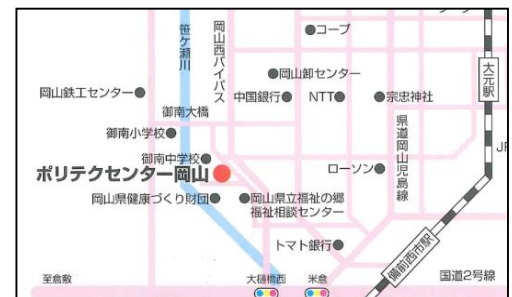 コープ
笹ケ瀬川
岡山西バイパス
大元駅
岡山卸センター
岡山鉄工センター
中国銀行
NTT
宗忠神社
御南大橋
御南小学校
県道岡山児島線
御南中学校
ポリテクセンター岡山
ローソン
岡山県健康づくり財団
岡山県立福祉の郷
福祉相談センター
トマト銀行
備前西市駅
至倉敷
大樋橋西
米倉
国道2号線